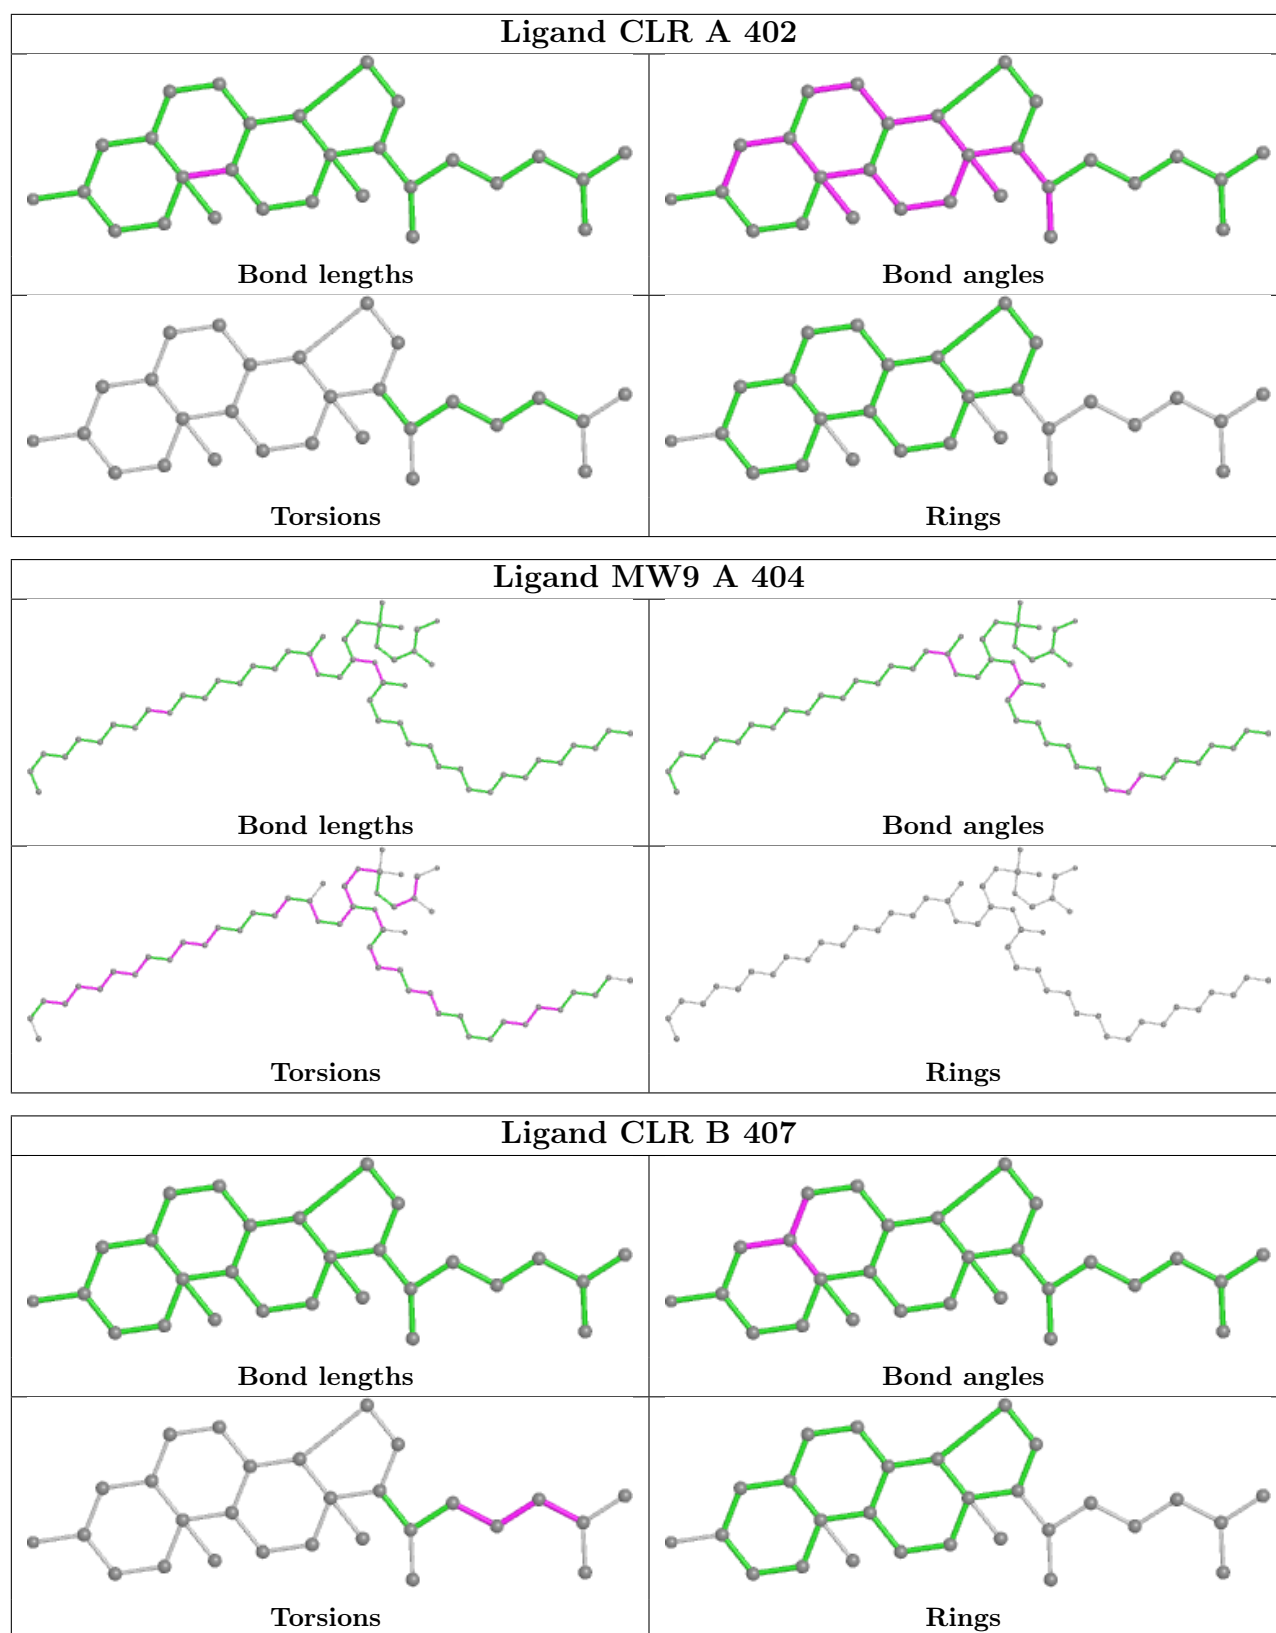 Ligand CLR A 402
Bond lengths
Bond angles
Torsions
Rings
Ligand MW9 A 404
Bond lengths
Bond angles
Torsions
Rings
Ligand CLR B 407
Bond lengths
Bond angles
Torsions
Rings